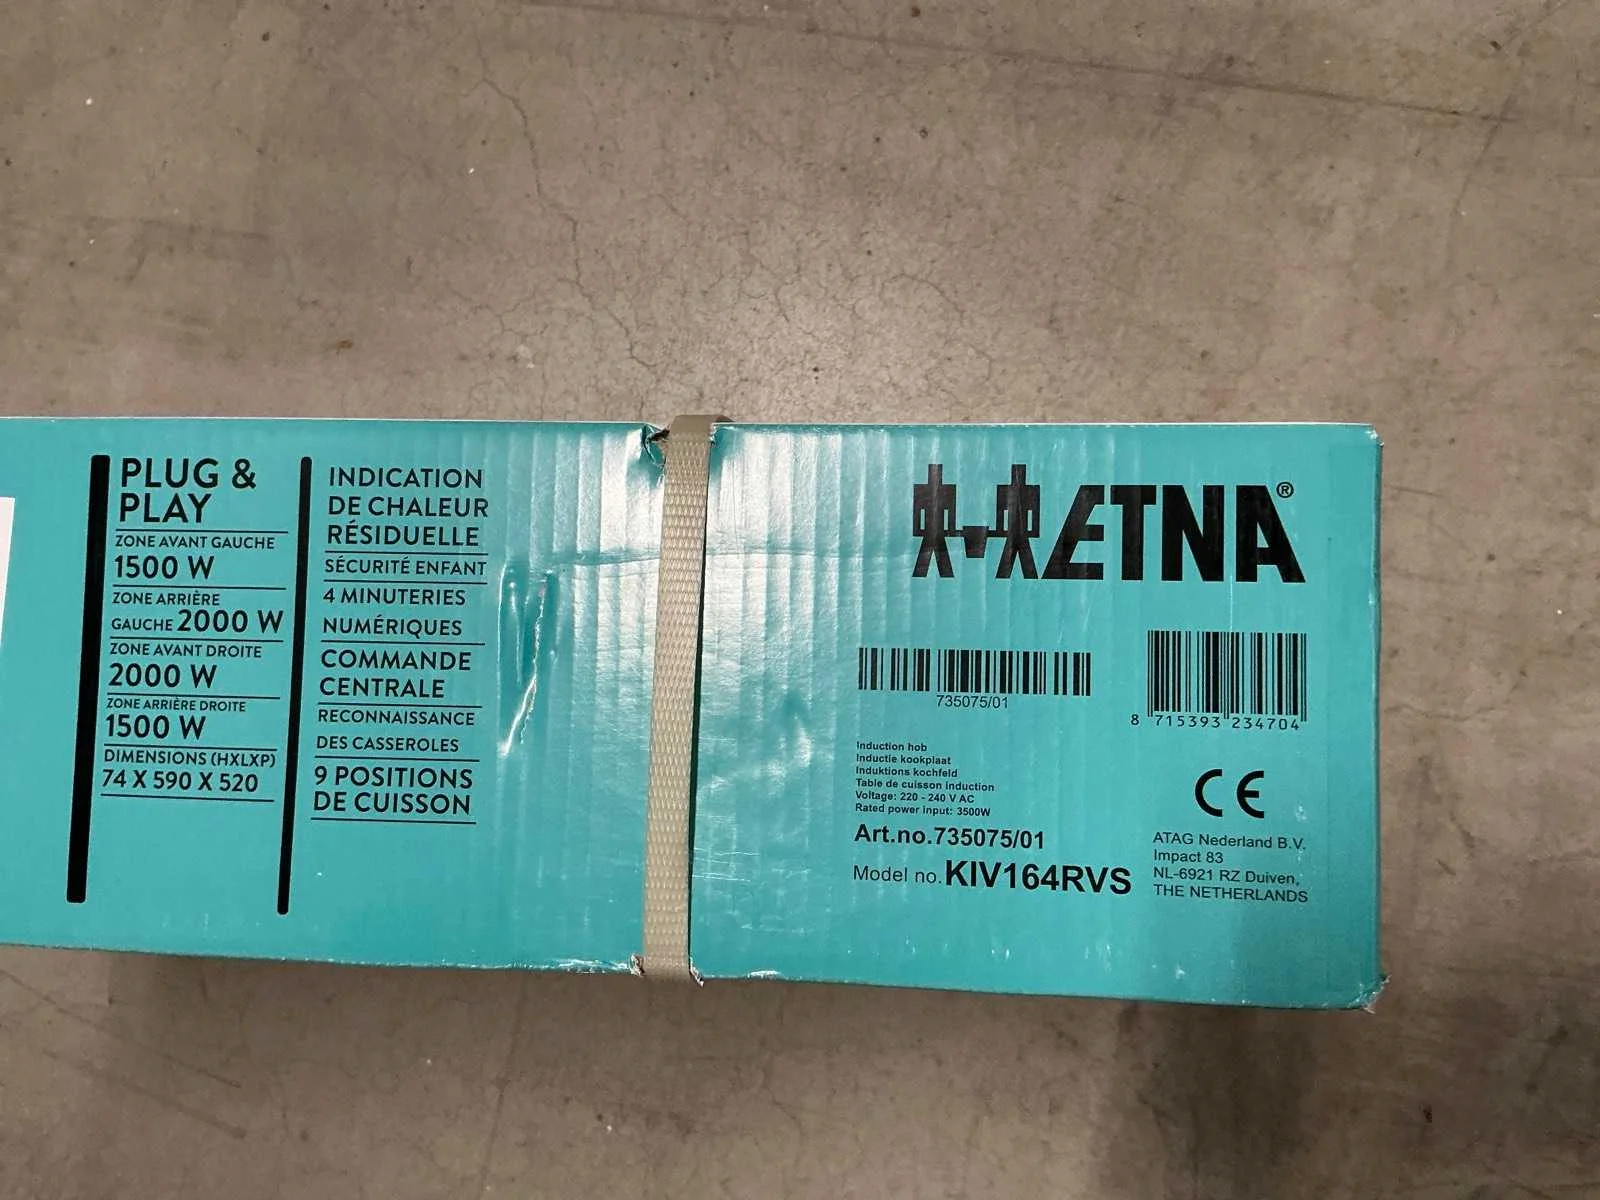 PLUG &
PLAY
ZONE AVANT GAUCHE
1500 W
ZONE ARRIÈRE
GAUCHE 2000 W
ZONE AVANT DROITE
2000 W
ZONE ARRIÈRE DROITE
1500 W
DIMENSIONS (HXLXP)
74 X 590 X 520
INDICATION
DE CHALEUR
RÉSIDUELLE
SÉCURITÉ ENFANT
4 MINUTERIES
NUMÉRIQUES
COMMANDE
CENTRALE
RECONNAISSANCE
DES CASSEROLES
9 POSITIONS
DE CUISSON
ETNA®
735075/01
8 715393 234704
Induction hob
Inductie kookplaat
Induktions kochfeld
Table de cuisson induction
Voltage: 220 - 240 V AC
Rated power input: 3500W
Art.no.735075/01
Model no. KIV164RVS
CE
ATAG Nederland B.V.
Impact 83
NL-6921 RZ Duiven,
THE NETHERLANDS